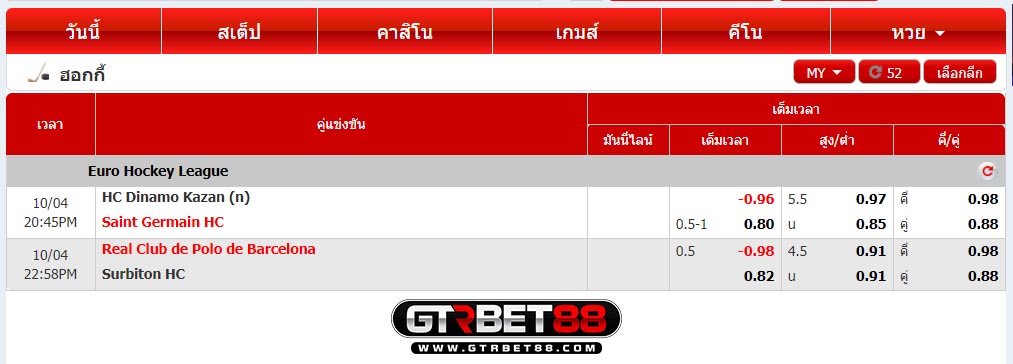 วันนี้ สเต็ป คาสิโน เกมส์ คีโน หวย
ฮอกกี้ MY 52 เลือกลีก
เวลา คู่แข่งขัน เต็มเวลา
มันนี่ไลน์ เต็มเวลา สูง/ต่ำ คี่/คู่
Euro Hockey League
10/04 HC Dinamo Kazan (n) -0.96 5.5 0.97 คี่ 0.98
20:45PM Saint Germain HC 0.5-1 0.80 u 0.85 คู่ 0.88
10/04 Real Club de Polo de Barcelona 0.5 -0.98 4.5 0.91 คี่ 0.98
22:58PM Surbiton HC 0.82 u 0.91 คู่ 0.88
GTRBET88
WWW.GTRBET88.COM